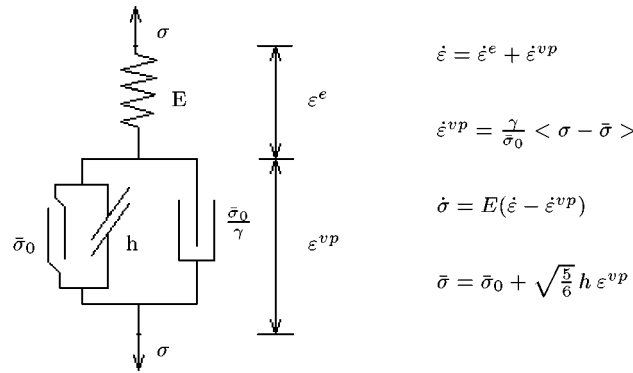 σ
E
ε^e
σ̄₀
h
σ̄₀/γ
ε^{vp}
σ
ε̇ = ε̇^e + ε̇^{vp}
ε̇^{vp} = γ/σ̄₀ < σ − σ̄ >
σ̇ = E(ε̇ − ε̇^{vp})
σ̄ = σ̄₀ + √(5/6) h ε^{vp}